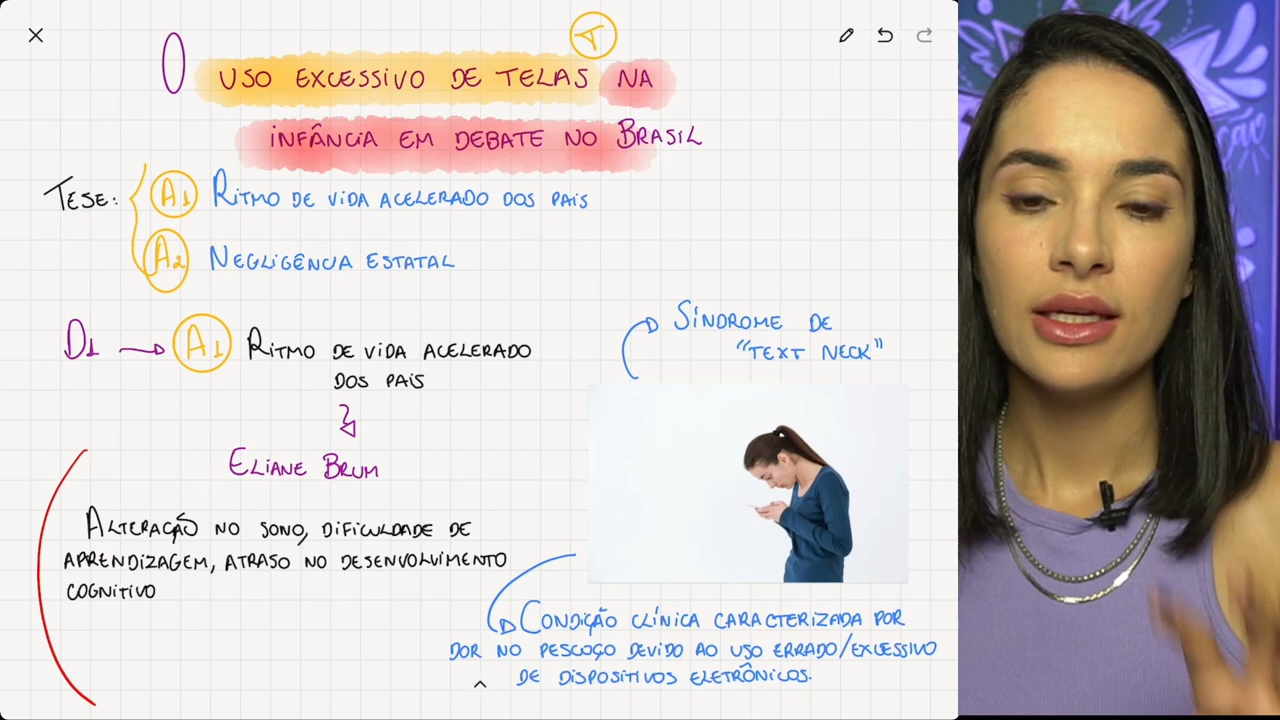 O
T
USO EXCESSIVO DE TELAS NA
INFÂNCIA EM DEBATE NO BRASIL
TESE:
A1 RITMO DE VIDA ACELERADO DOS PAIS
A2 NEGLIGÊNCIA ESTATAL
D1 → A1 RITMO DE VIDA ACELERADO
DOS PAIS
ELIANE BRUM
ALTERAÇÃO NO SONO, DIFICULDADE DE
APRENDIZAGEM, ATRASO NO DESENVOLVIMENTO
COGNITIVO
SÍNDROME DE
"TEXT NECK"
CONDIÇÃO CLÍNICA CARACTERIZADA POR
DOR NO PESCOÇO DEVIDO AO USO ERRADO/EXCESSIVO
DE DISPOSITIVOS ELETRÔNICOS.